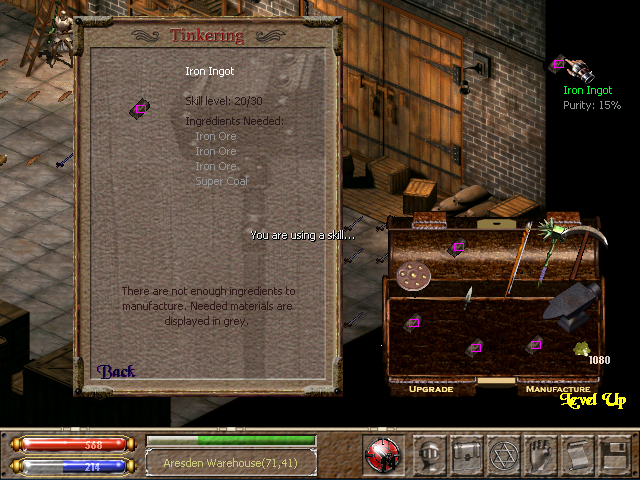 Tinkering
Iron Ingot
Skill level: 20/30
Ingredients Needed:
Iron Ore
Iron Ore
Iron Ore
Super Coal
You are using a skill...
There are not enough ingredients to
manufacture. Needed materials are
displayed in grey.
Back
Iron Ingot
Purity: 15%
1080
UPGRADE
MANUFACTURE
Level Up
568
214
Aresden Warehouse(71,41)